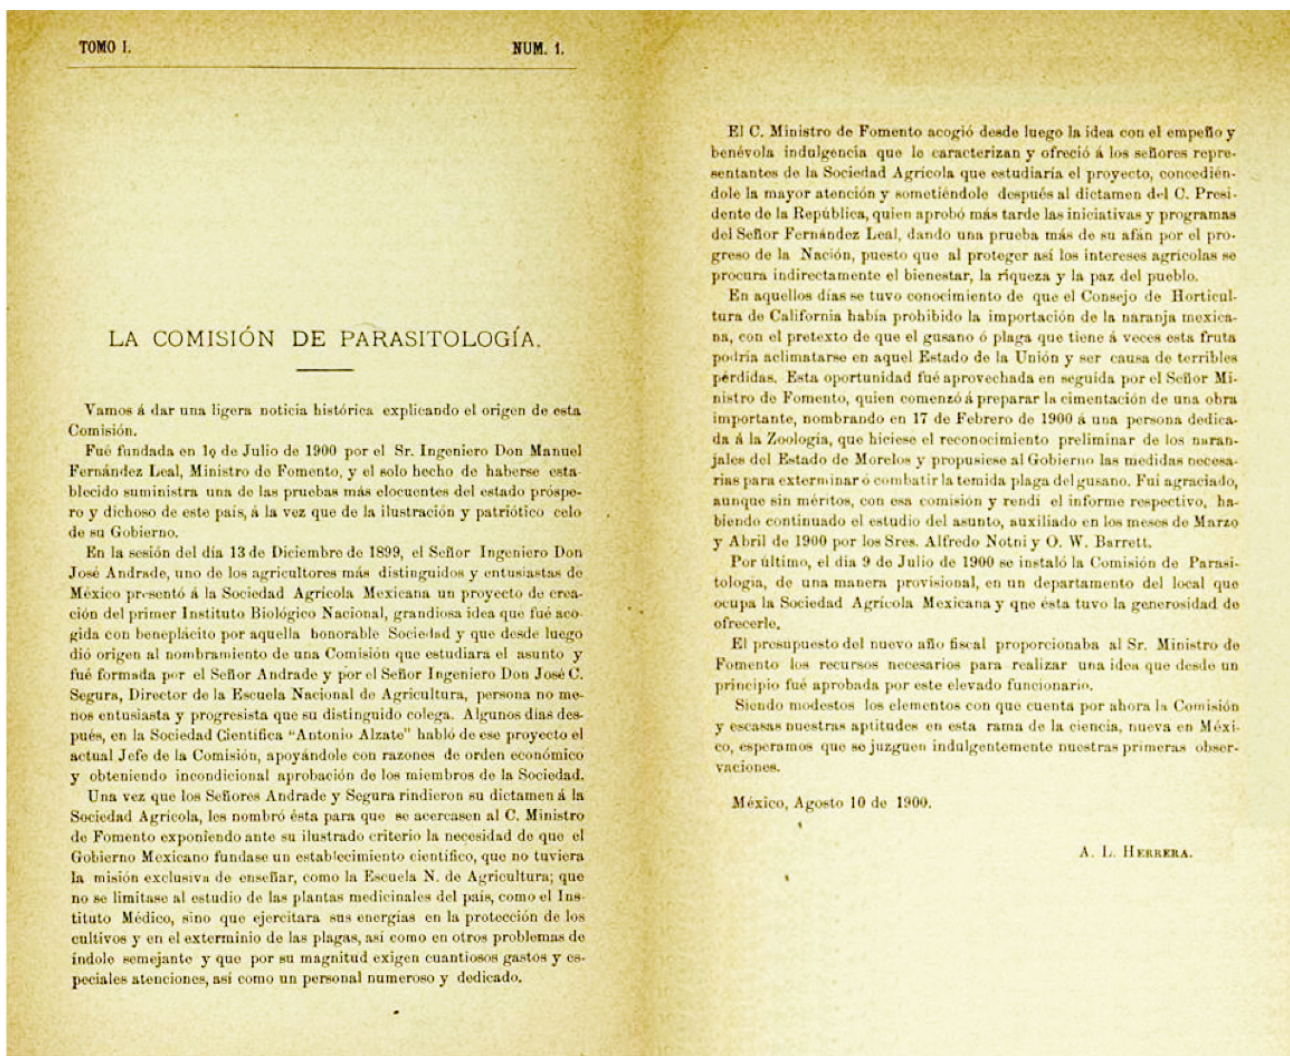 TOMO I. NUM. 1.
LA COMISIÓN DE PARASITOLOGÍA.
Vamos á dar una ligera noticia histórica explicando el origen de esta
Comisión.
Fué fundada en 1º de Julio de 1900 por el Sr. Ingeniero Don Manuel
Fernández Leal, Ministro de Fomento, y el solo hecho de haberse esta-
blecido suministra una de las pruebas más elocuentes del estado próspe-
ro y dichoso de este país, á la vez que de la ilustración y patriótico celo
de su Gobierno.
En la sesión del día 13 de Diciembre de 1899, el Señor Ingeniero Don
José Andrade, uno de los agricultores más distinguidos y entusiastas de
México presentó á la Sociedad Agrícola Mexicana un proyecto de crea-
ción del primer Instituto Biológico Nacional, grandiosa idea que fué aco-
gida con beneplácito por aquella honorable Sociedad y que desde luego
dió origen al nombramiento de una Comisión que estudiara el asunto y
fué formada por el Señor Andrade y por el Señor Ingeniero Don José C.
Segura, Director de la Escuela Nacional de Agricultura, persona no me-
nos entusiasta y progresista que su distinguido colega. Algunos días des-
pués, en la Sociedad Científica "Antonio Alzate" habló de ese proyecto el
actual Jefe de la Comisión, apoyándole con razones de orden económico
y obteniendo incondicional aprobación de los miembros de la Sociedad.
Una vez que los Señores Andrade y Segura rindieron su dictamen á la
Sociedad Agrícola, les nombró ésta para que se acercasen al C. Ministro
de Fomento exponiendo ante su ilustrado criterio la necesidad de que el
Gobierno Mexicano fundase un establecimiento científico, que no tuviera
la misión exclusiva de enseñar, como la Escuela N. de Agricultura; que
no se limitase al estudio de las plantas medicinales del país, como el Ins-
tituto Médico, sino que ejercitara sus energías en la protección de los
cultivos y en el exterminio de las plagas, así como en otros problemas de
índole semejante y que por su magnitud exigen cuantiosos gastos y es-
peciales atenciones, así como un personal numeroso y dedicado.
El C. Ministro de Fomento acogió desde luego la idea con el empeño y
benévola indulgencia que le caracterizan y ofreció á los señores repre-
sentantes de la Sociedad Agrícola que estudiaría el proyecto, concedién-
dole la mayor atención y sometiéndole después al dictamen del C. Presi-
dente de la República, quien aprobó más tarde las iniciativas y programas
del Señor Fernández Leal, dando una prueba más de su afán por el pro-
greso de la Nación, puesto que al proteger así los intereses agrícolas se
procura indirectamente el bienestar, la riqueza y la paz del pueblo.
En aquellos días se tuvo conocimiento de que el Consejo de Horticul-
tura de California había prohibido la importación de la naranja mexica-
na, con el pretexto de que el gusano ó plaga que tiene á veces esta fruta
podría aclimatarse en aquel Estado de la Unión y ser causa de terribles
pérdidas. Esta oportunidad fué aprovechada en seguida por el Señor Mi-
nistro de Fomento, quien comenzó á preparar la cimentación de una obra
importante, nombrando en 17 de Febrero de 1900 á una persona dedica-
da á la Zoología, que hiciese el reconocimiento preliminar de los naran-
jales del Estado de Morelos y propusiese al Gobierno las medidas necesa-
rias para exterminar ó combatir la temida plaga del gusano. Fui agraciado,
aunque sin méritos, con esa comisión y rendí el informe respectivo, ha-
biendo continuado el estudio del asunto, auxiliado en los meses de Marzo
y Abril de 1900 por los Sres. Alfredo Notni y O. W. Barrett.
Por último, el día 9 de Julio de 1900 se instaló la Comisión de Parasi-
tología, de una manera provisional, en un departamento del local que
ocupa la Sociedad Agrícola Mexicana y qne ésta tuvo la generosidad de
ofrecerle.
El presupuesto del nuevo año fiscal proporcionaba al Sr. Ministro de
Fomento los recursos necesarios para realizar una idea que desde un
principio fué aprobada por este elevado funcionario.
Siendo modestos los elementos con que cuenta por ahora la Comisión
y escasas nuestras aptitudes en esta rama de la ciencia, nueva en Méxi-
co, esperamos que se juzguen indulgentemente nuestras primeras obser-
vaciones.
México, Agosto 10 de 1900.
A. L. HERRERA.